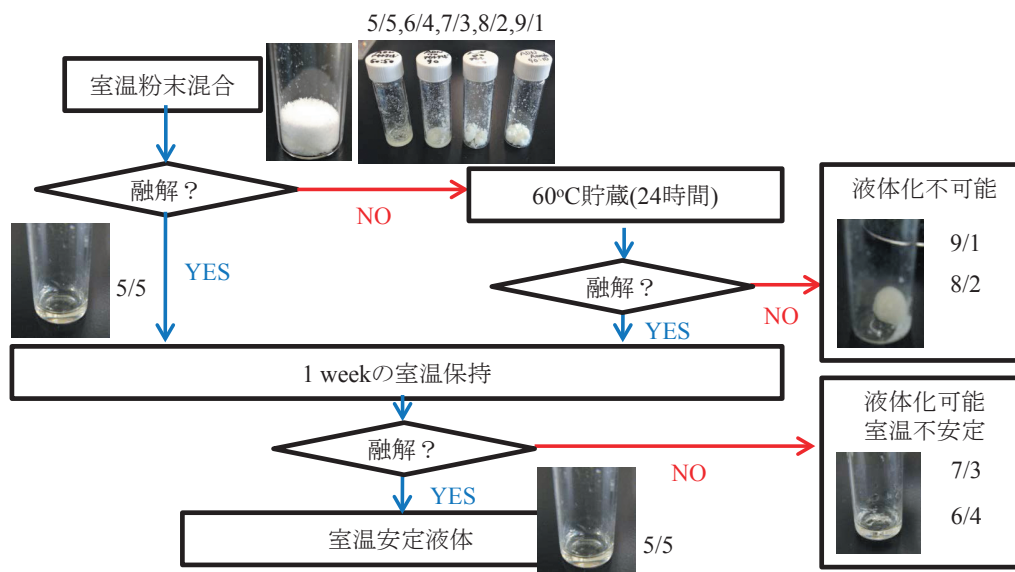 5/5,6/4,7/3,8/2,9/1
室温粉末混合
融解？
NO
60°C貯蔵(24時間)
液体化不可能
9/1
8/2
YES
5/5
融解？
NO
YES
1 weekの室温保持
液体化可能
室温不安定
7/3
6/4
融解？
NO
YES
室温安定液体
5/5